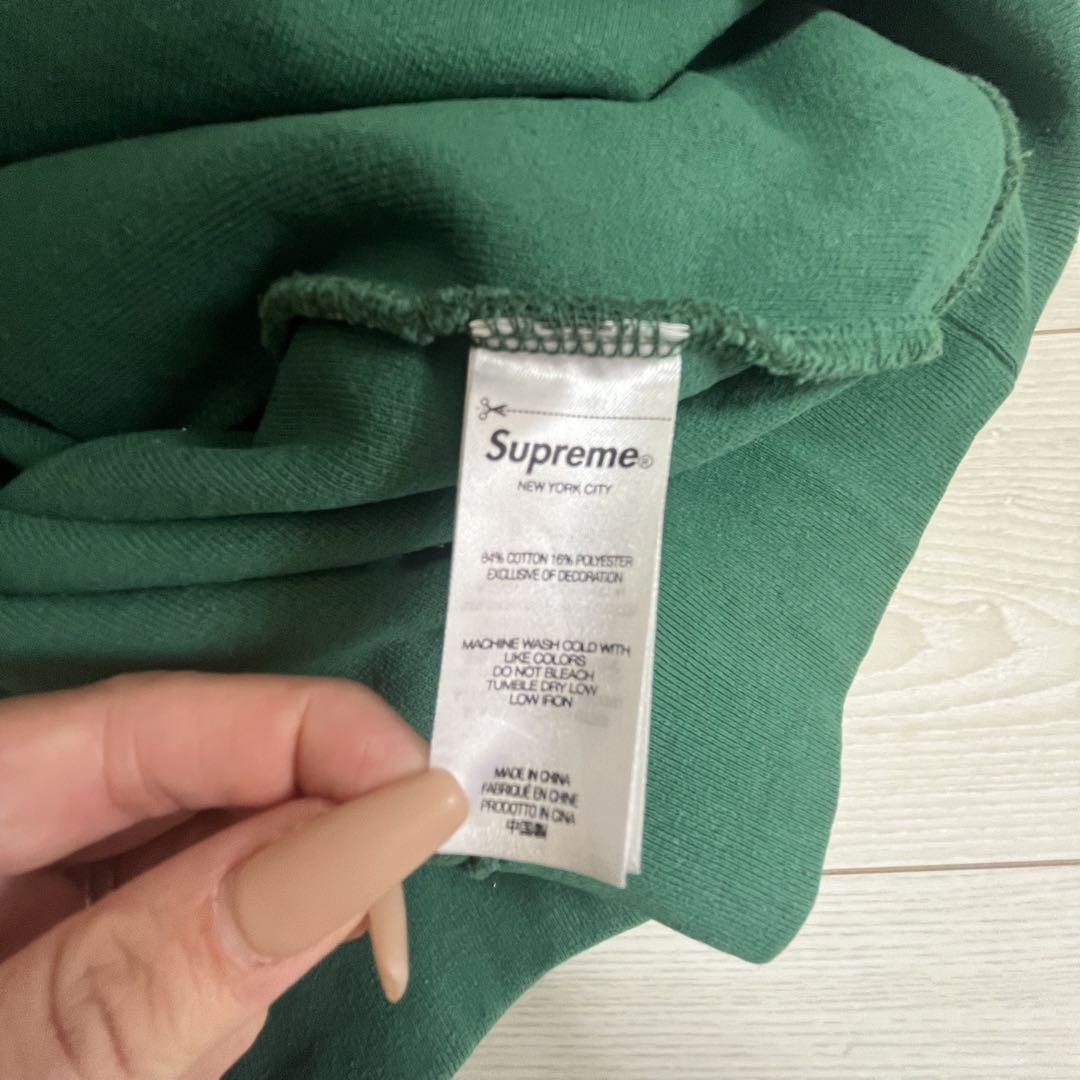 Supreme®
NEW YORK CITY
84% COTTON 16% POLYESTER
EXCLUSIVE OF DECORATION
MACHINE WASH COLD WITH
LIKE COLORS
DO NOT BLEACH
TUMBLE DRY LOW
LOW IRON
MADE IN CHINA
FABRIQUÉ EN CHINE
PRODOTTO IN CINA
中国製